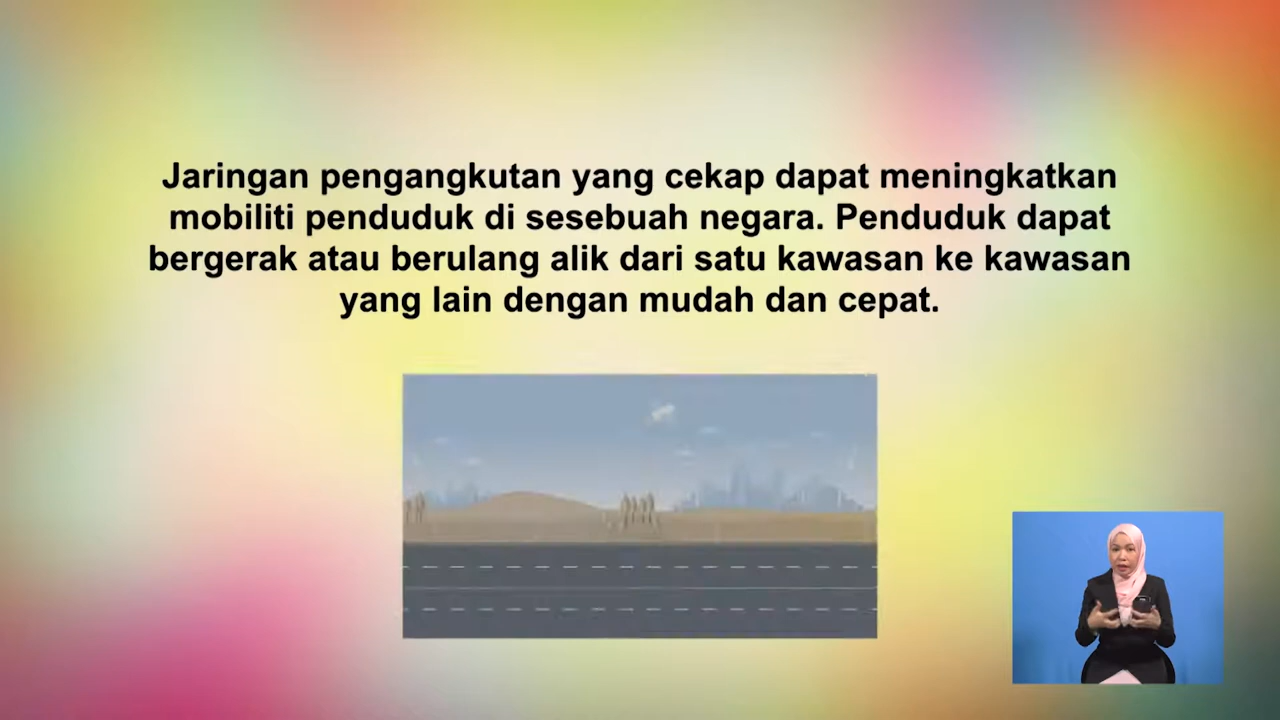 Jaringan pengangkutan yang cekap dapat meningkatkan
mobiliti penduduk di sesebuah negara. Penduduk dapat
bergerak atau berulang alik dari satu kawasan ke kawasan
yang lain dengan mudah dan cepat.